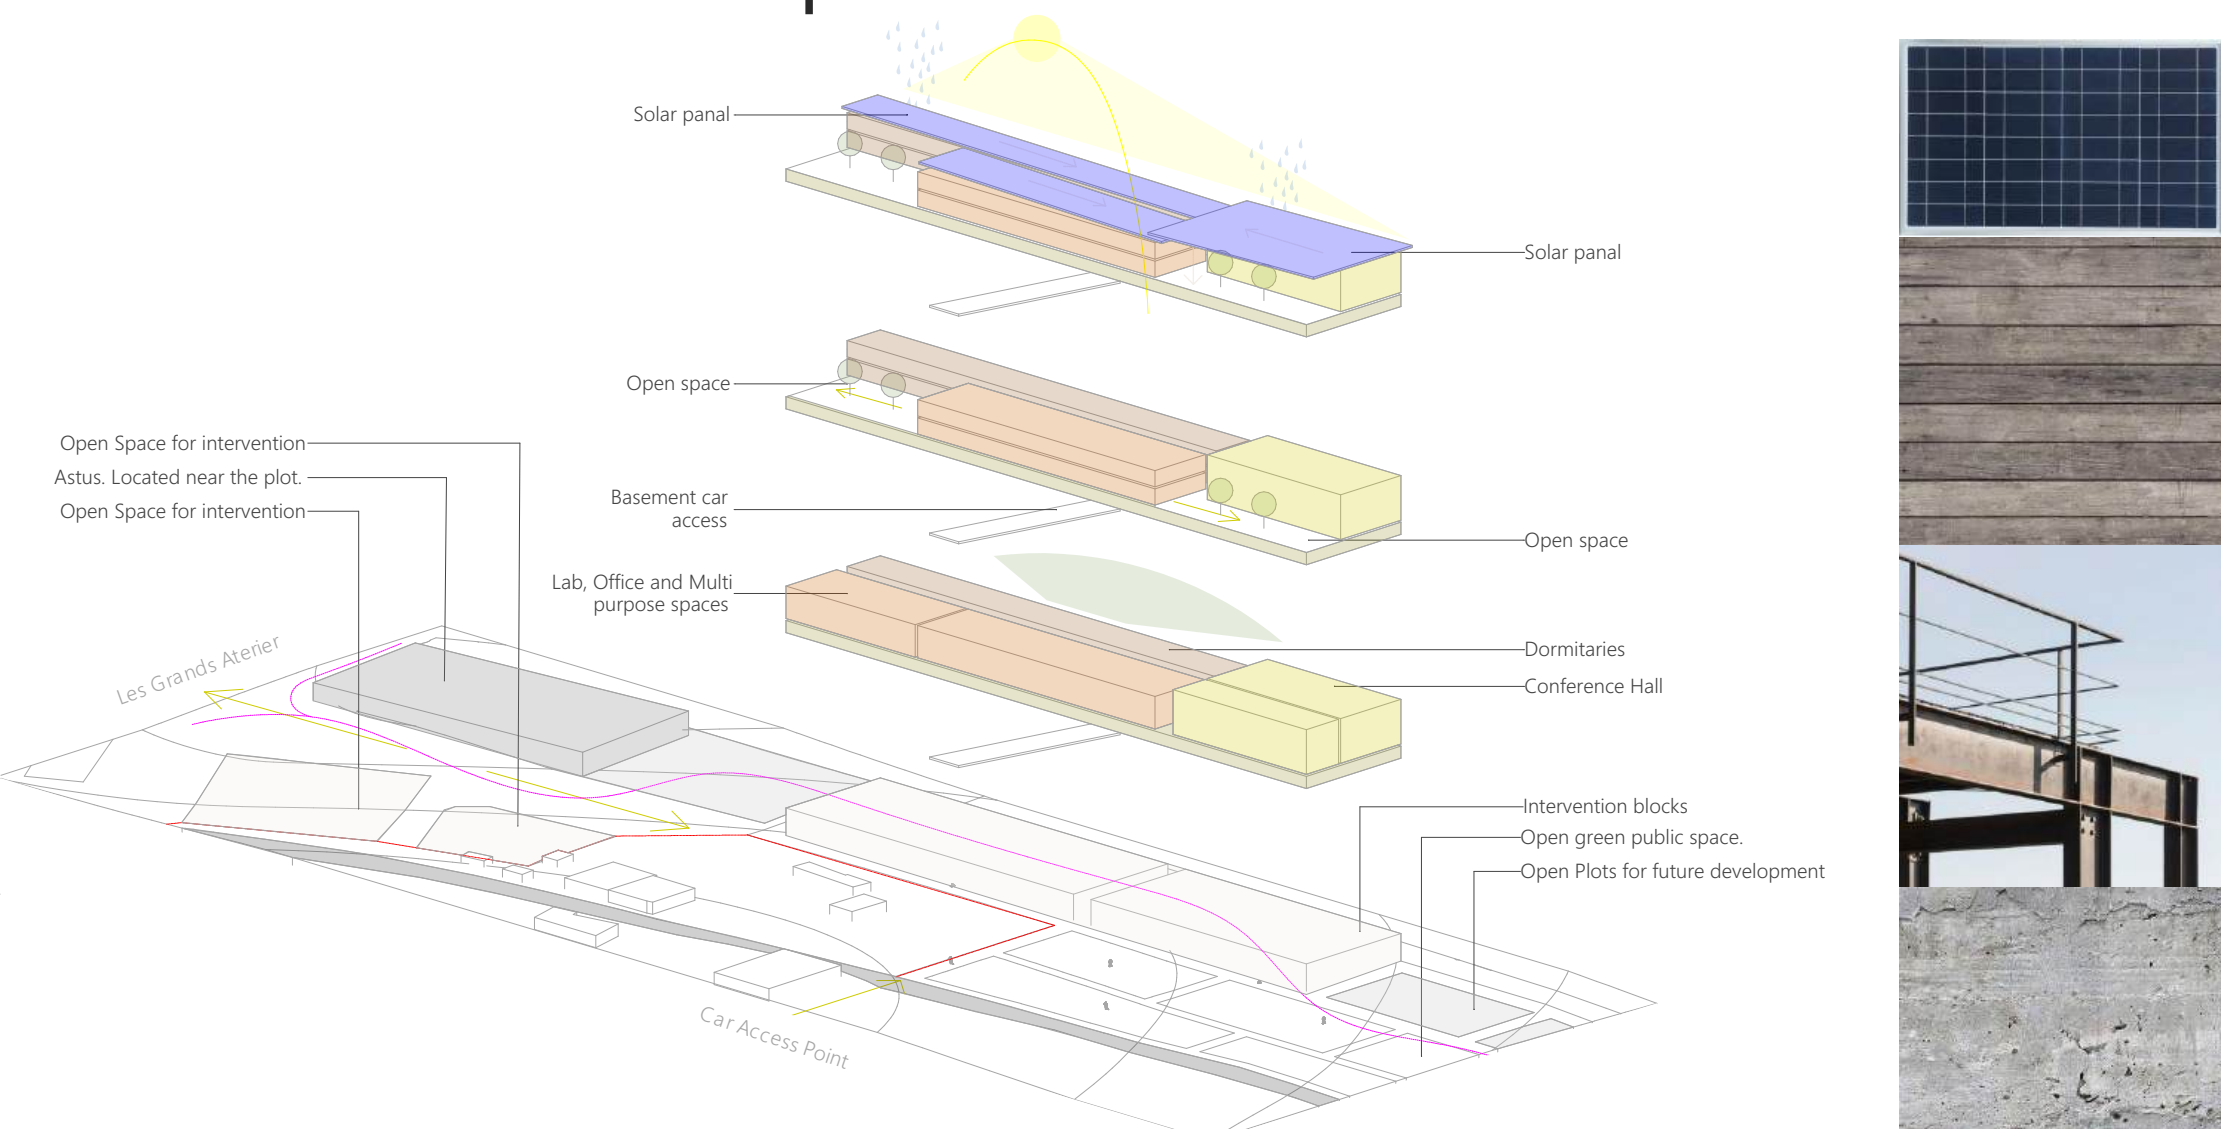 Solar panal
Solar panal
Open space
Open Space for intervention
Astus. Located near the plot.
Open Space for intervention
Basement car
access
Open space
Lab, Office and Multi
purpose spaces
Dormitaries
Conference Hall
Les Grands Aterier
Intervention blocks
Open green public space.
Open Plots for future development
Car Access Point